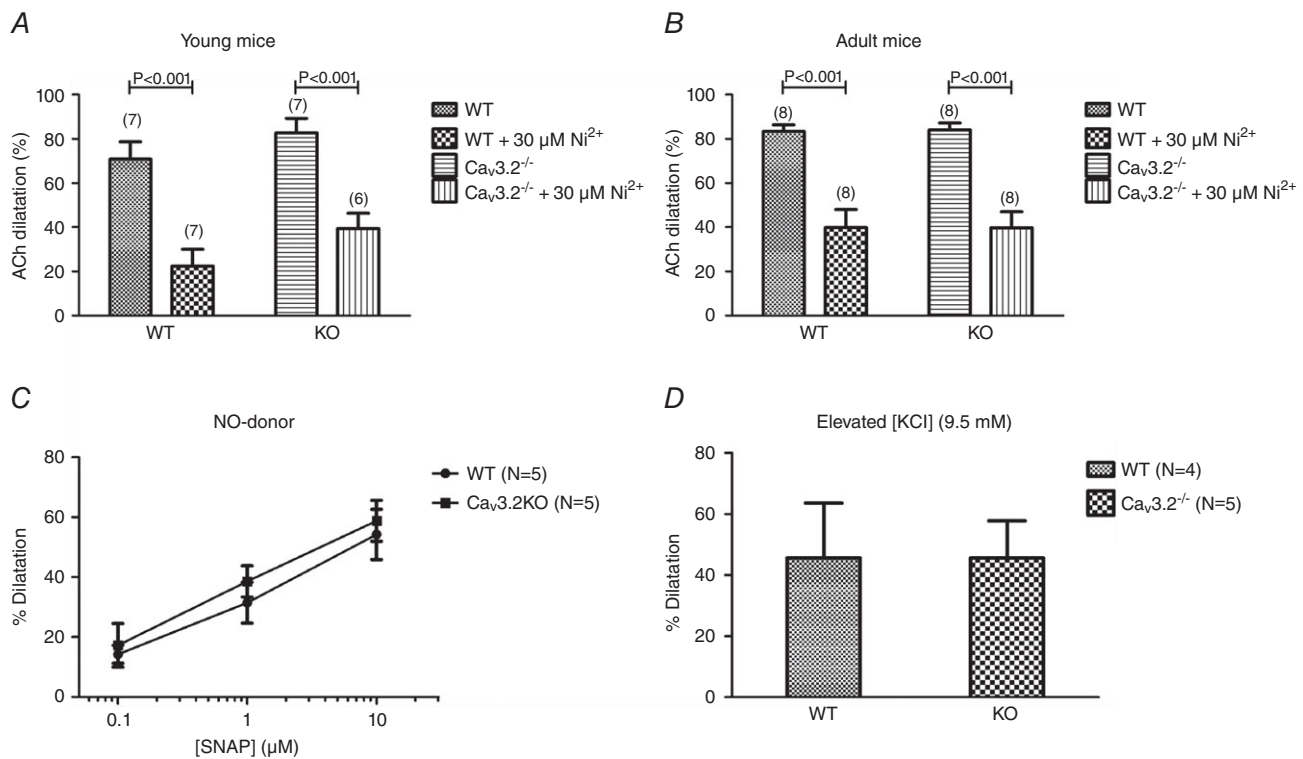 A
Young mice
P<0.001
P<0.001
100
80
60
40
20
0
ACh dilatation (%)
(7)
(7)
(7)
(6)
WT
KO
WT
WT + 30 µM Ni²⁺
Caᵥ3.2⁻/⁻
Caᵥ3.2⁻/⁻ + 30 µM Ni²⁺
B
Adult mice
P<0.001
P<0.001
100
80
60
40
20
0
ACh dilatation (%)
(8)
(8)
(8)
(8)
WT
KO
WT
WT + 30 µM Ni²⁺
Caᵥ3.2⁻/⁻
Caᵥ3.2⁻/⁻ + 30 µM Ni²⁺
C
NO-donor
80
60
40
20
0
% Dilatation
0.1
1
10
[SNAP] (µM)
WT (N=5)
Caᵥ3.2KO (N=5)
D
Elevated [KCl] (9.5 mM)
80
60
40
20
0
% Dilatation
WT
KO
WT (N=4)
Caᵥ3.2⁻/⁻ (N=5)